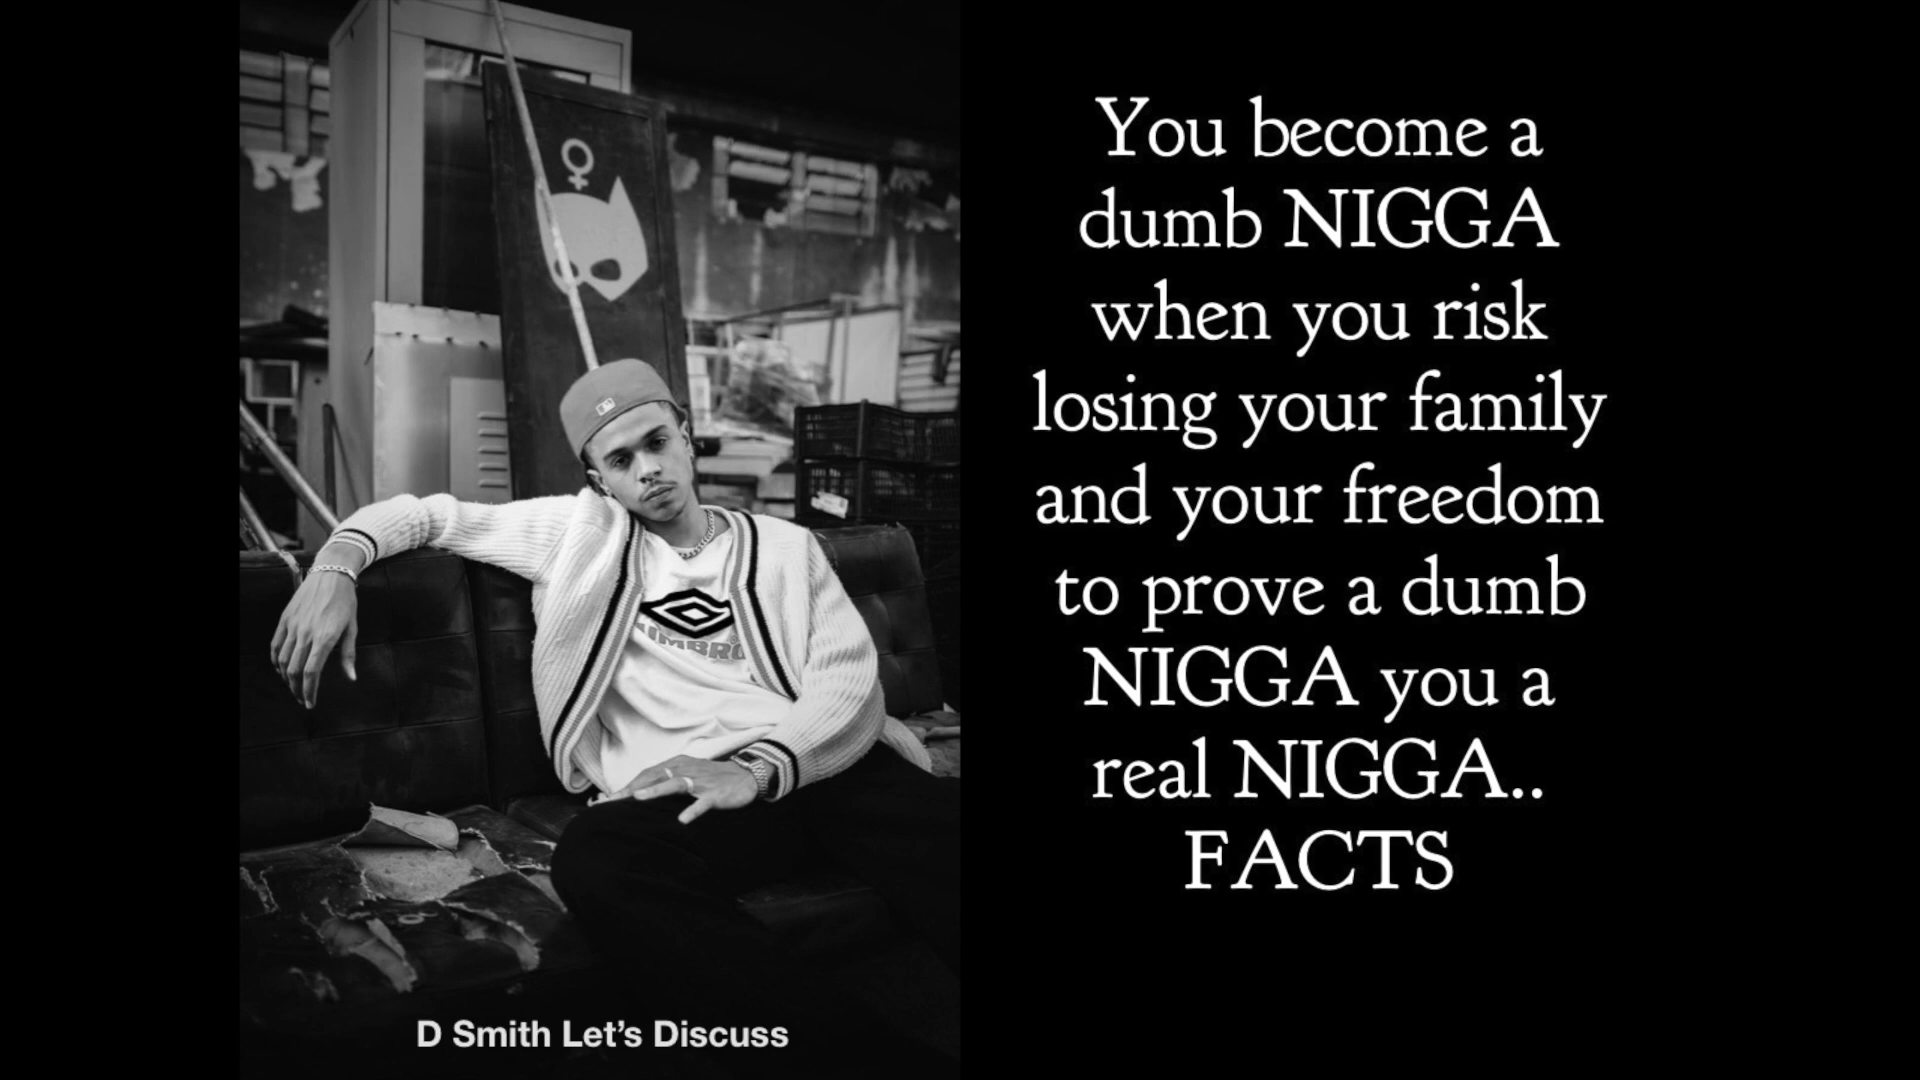 You become a
dumb NIGGA
when you risk
losing your family
and your freedom
to prove a dumb
NIGGA you a
real NIGGA..
FACTS
UMBRO
D Smith Let’s Discuss